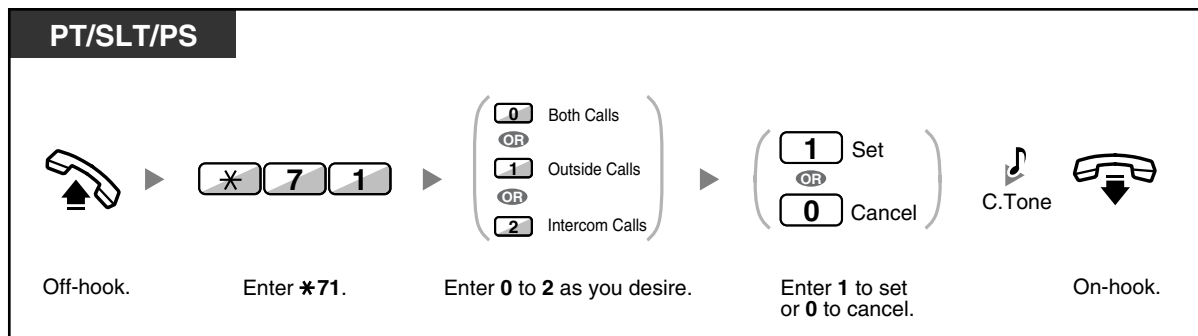 PT/SLT/PS
0 Both Calls
OR
1 Outside Calls
OR
2 Intercom Calls
✳ 7 1
1 Set
OR
0 Cancel
C.Tone
Off-hook.
Enter ✳71.
Enter 0 to 2 as you desire.
Enter 1 to set
or 0 to cancel.
On-hook.